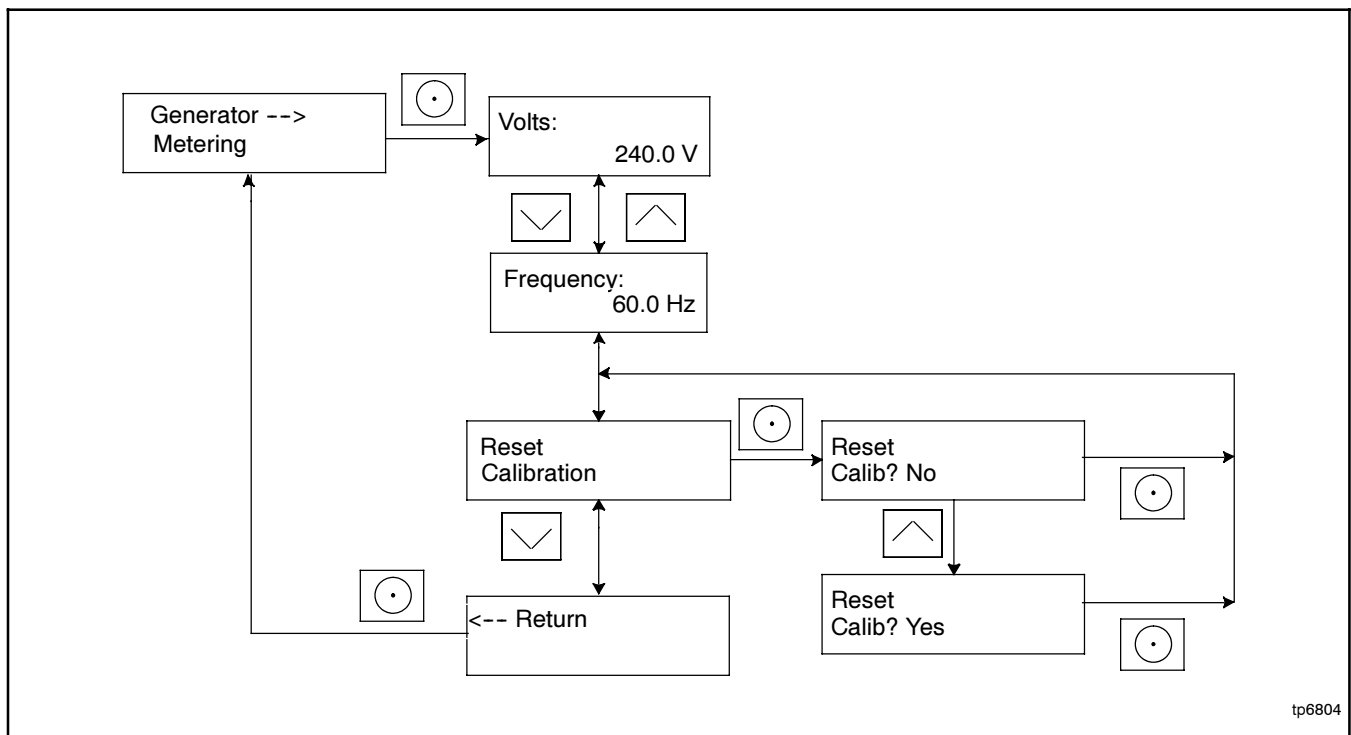 Generator -->
Metering
Volts:
240.0 V
Frequency:
60.0 Hz
Reset
Calibration
Reset
Calib? No
<-- Return
Reset
Calib? Yes
tp6804